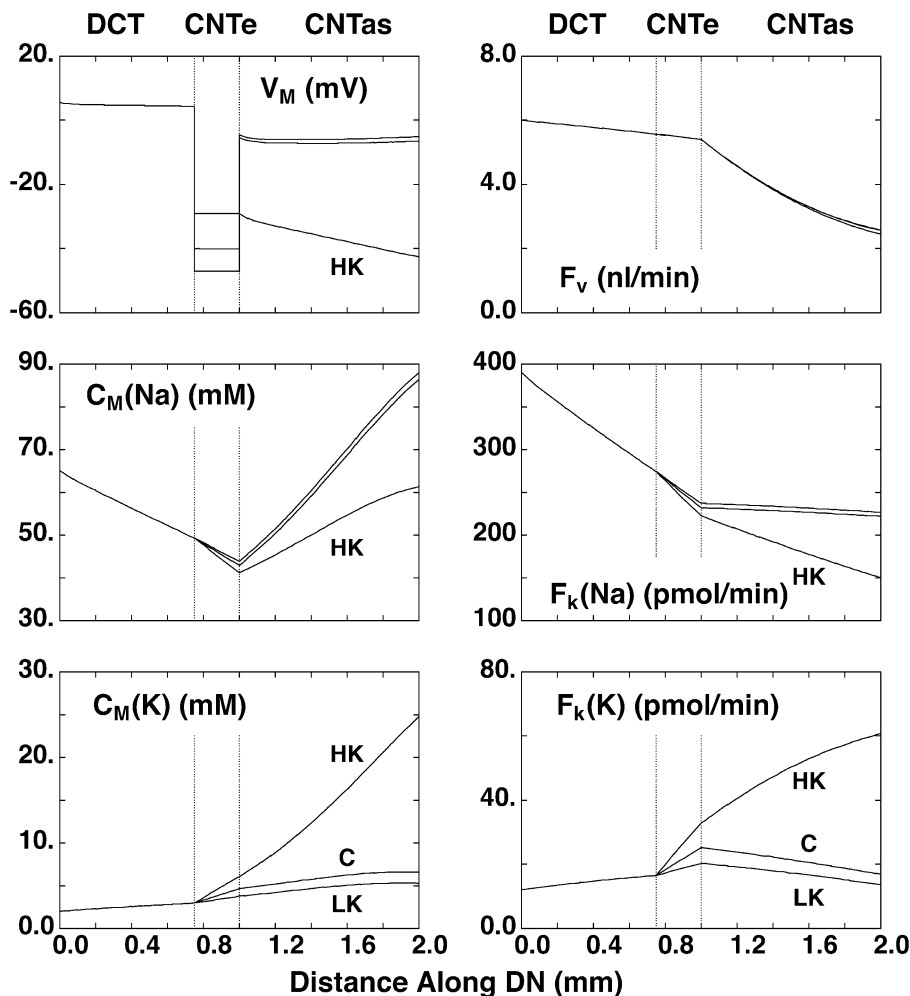 DCT CNTe CNTas DCT CNTe CNTas
20.
-20.
-60.
V_M (mV)
HK
8.0
4.0
0.0
F_v (nl/min)
90.
70.
50.
30.
C_M(Na) (mM)
HK
400
300
200
100
HK
F_k(Na) (pmol/min)
30.
20.
10.
0.0
C_M(K) (mM)
HK
C
LK
0.0 0.4 0.8 1.2 1.6 2.0
80.
40.
0.0
F_k(K) (pmol/min)
HK
C
LK
0.0 0.4 0.8 1.2 1.6 2.0
Distance Along DN (mm)